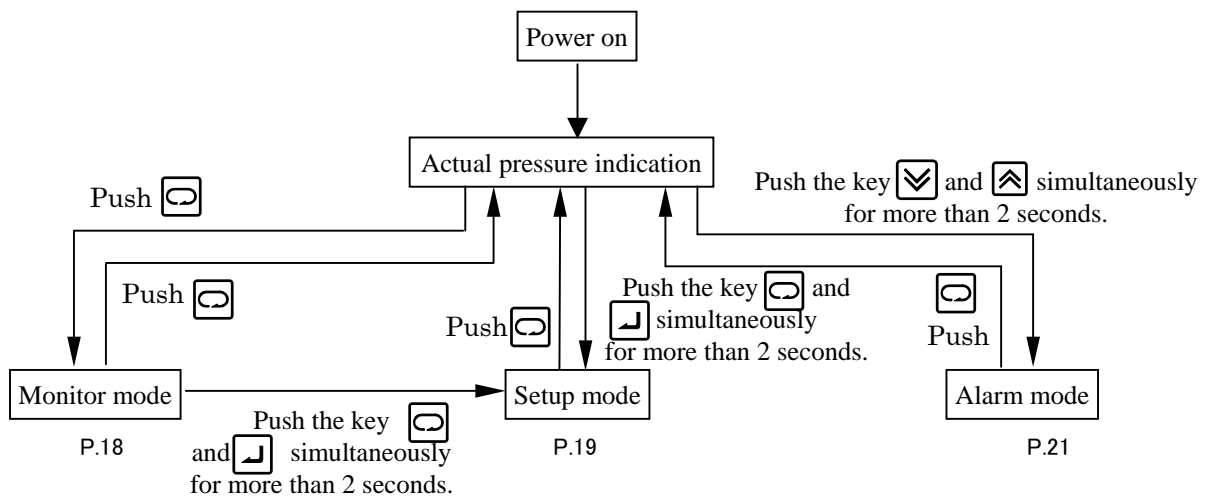 Power on
Actual pressure indication
Push
Push the key and simultaneously
for more than 2 seconds.
Push
Push
Push the key and
simultaneously
for more than 2 seconds.
Push
Monitor mode
Setup mode
Alarm mode
P.18
Push the key
and simultaneously
for more than 2 seconds.
P.19
P.21